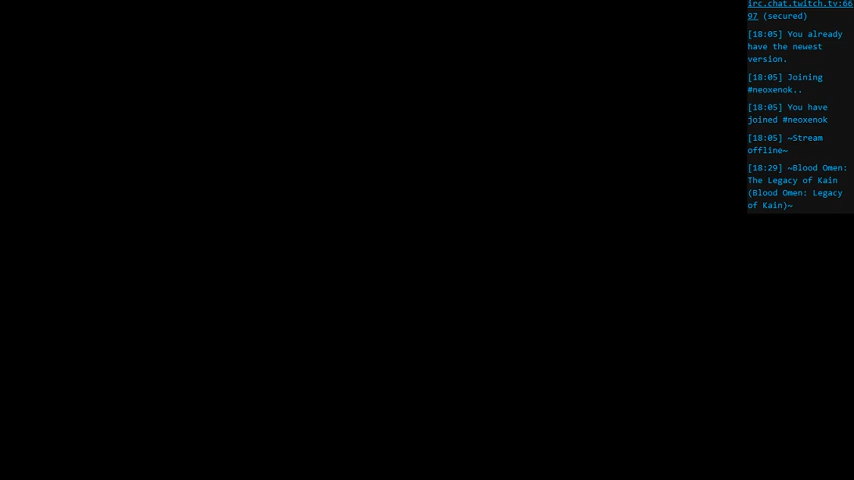 irc.chat.twitch.tv:66
97 (secured)
[18:05] You already
have the newest
version.
[18:05] Joining
#neoxenok..
[18:05] You have
joined #neoxenok
[18:05] ~Stream
offline~
[18:29] ~Blood Omen:
The Legacy of Kain
(Blood Omen: Legacy
of Kain)~